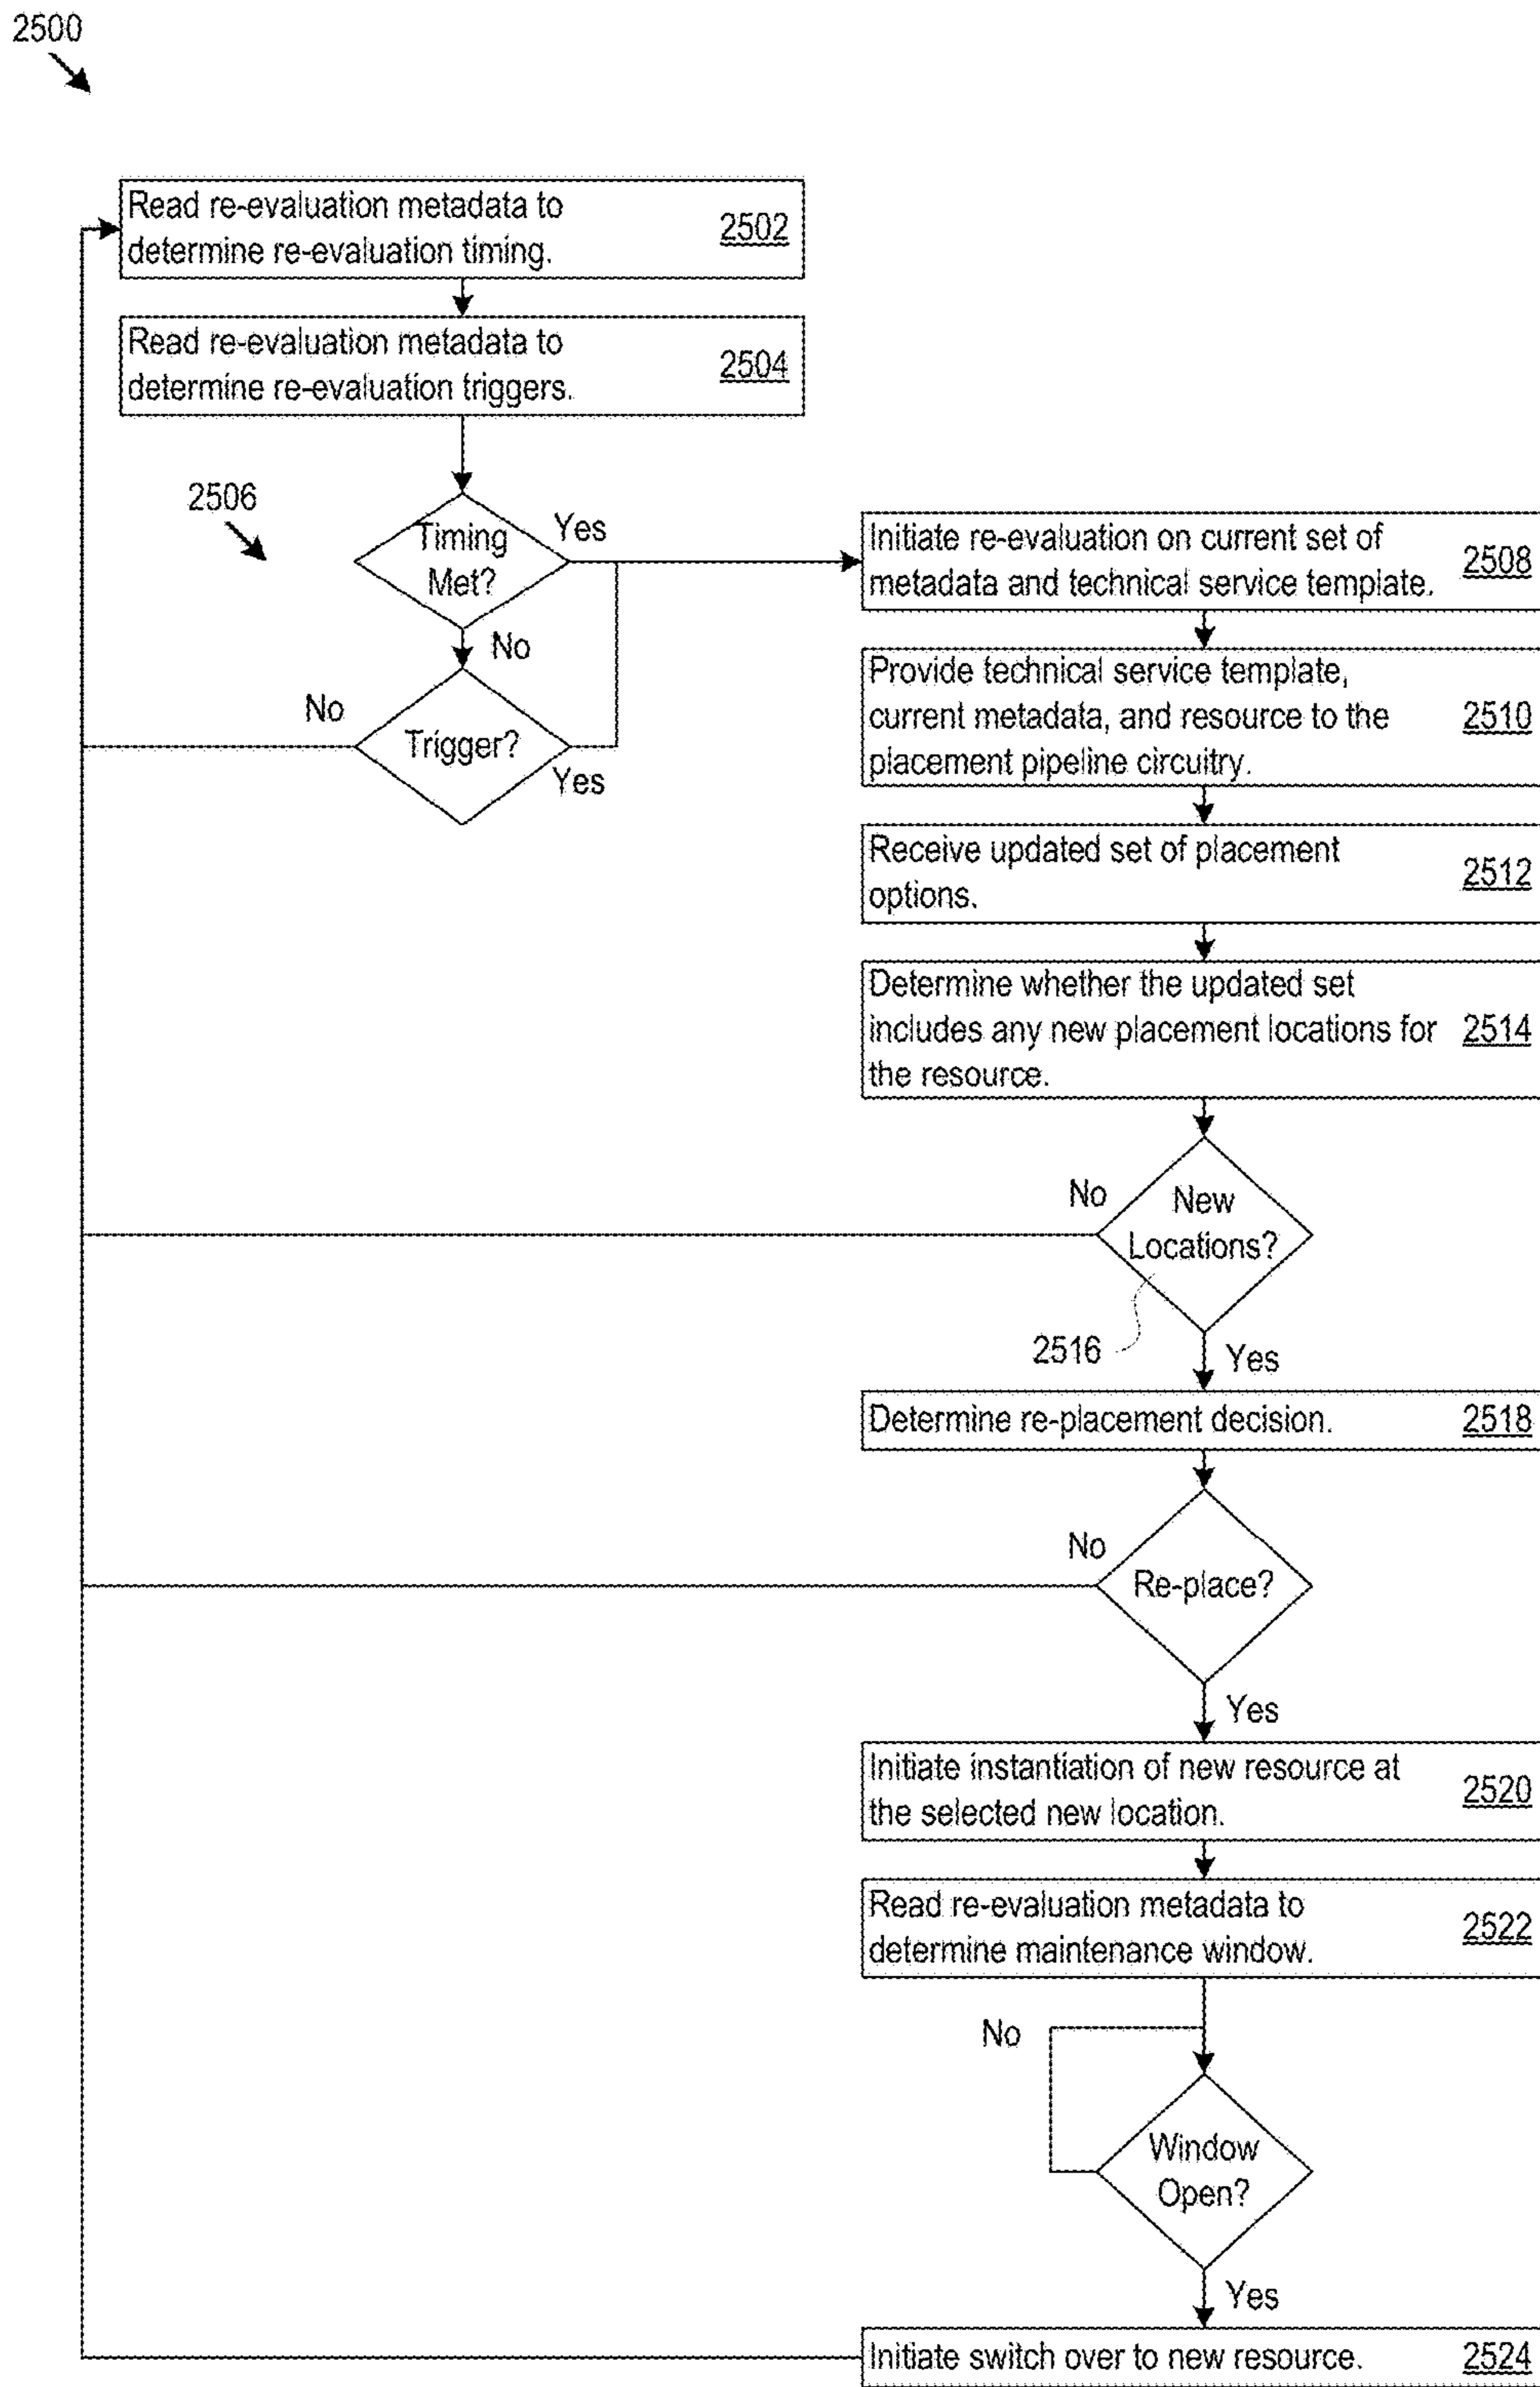 2500
Read re-evaluation metadata to
determine re-evaluation timing.
2502
Read re-evaluation metadata to
determine re-evaluation triggers.
2504
2506
Timing
Met?
Yes
No
No
Trigger?
Yes
Initiate re-evaluation on current set of
metadata and technical service template.
2508
Provide technical service template,
current metadata, and resource to the
placement pipeline circuitry.
2510
Receive updated set of placement
options.
2512
Determine whether the updated set
includes any new placement locations for
the resource.
2514
No
New
Locations?
2516
Yes
Determine re-placement decision.
2518
No
Re-place?
Yes
Initiate instantiation of new resource at
the selected new location.
2520
Read re-evaluation metadata to
determine maintenance window.
2522
No
Window
Open?
Yes
Initiate switch over to new resource.
2524